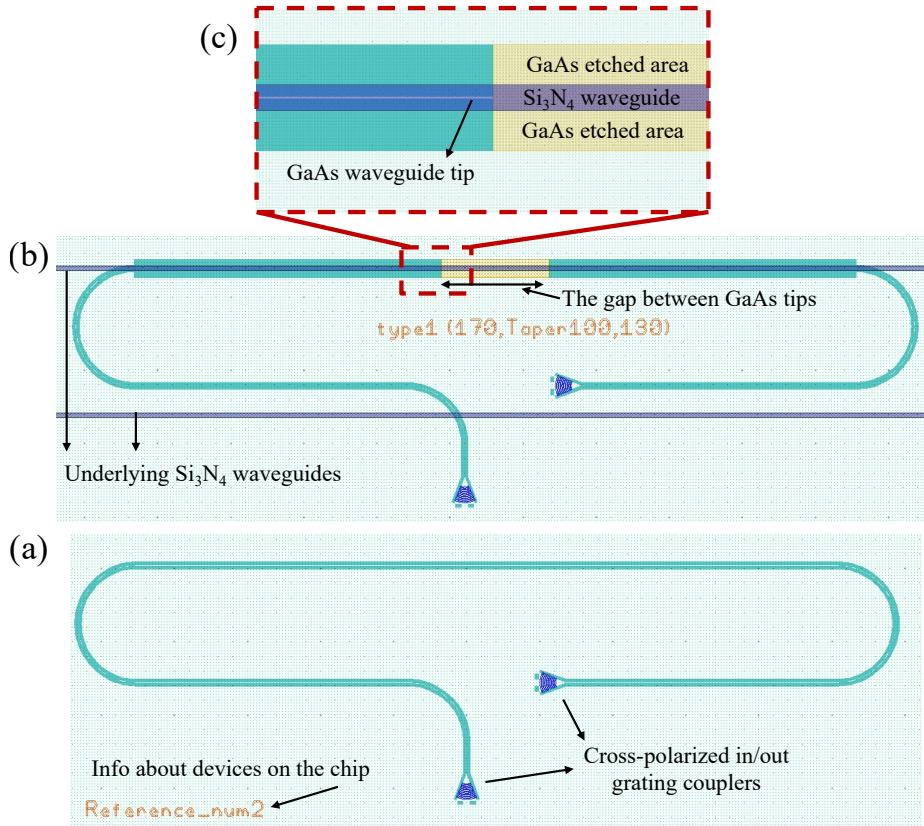 (c)
GaAs etched area
Si₃N₄ waveguide
GaAs etched area
GaAs waveguide tip
(b)
The gap between GaAs tips
type1 (170,Taper100,130)
Underlying Si₃N₄ waveguides
(a)
Cross-polarized in/out
grating couplers
Info about devices on the chip
Reference_num2